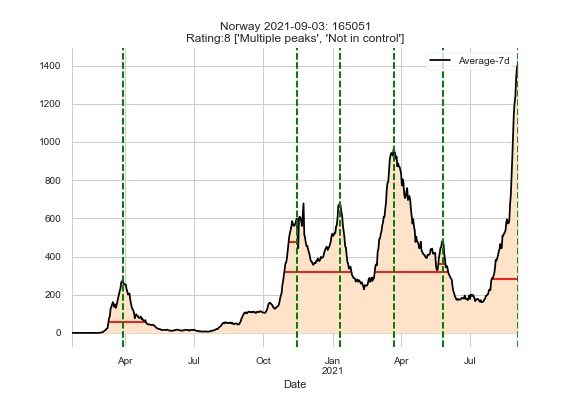 Norway 2021-09-03: 165051
Rating:8 ['Multiple peaks', 'Not in control']
Average-7d
1400
1200
1000
800
600
400
200
0
Apr Jul Oct Jan Apr Jul
2021
Date